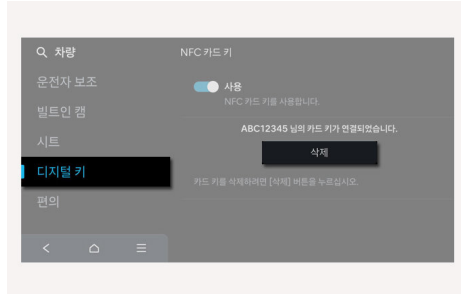 차량
NFC 카드 키
운전자 보조
사용
NFC 카드 키를 사용합니다.
빌트인 캠
ABC12345 님의 카드 키가 연결되었습니다.
시트
삭제
디지털 키
카드 키를 삭제하려면 [삭제] 버튼을 누르십시오.
편의